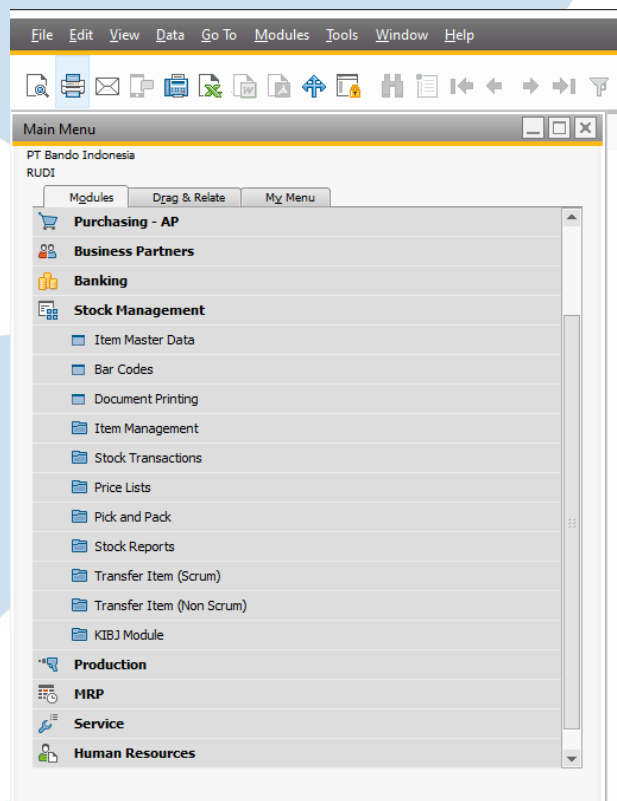 File Edit View Data Go To Modules Tools Window Help
Main Menu
PT Bando Indonesia
RUDI
Modules Drag & Relate My Menu
Purchasing - AP
Business Partners
Banking
Stock Management
Item Master Data
Bar Codes
Document Printing
Item Management
Stock Transactions
Price Lists
Pick and Pack
Stock Reports
Transfer Item (Scrum)
Transfer Item (Non Scrum)
KIBJ Module
Production
MRP
Service
Human Resources